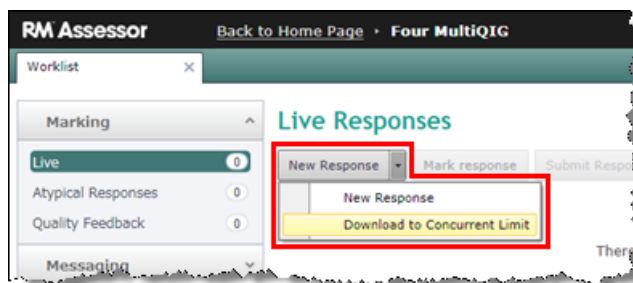 RM Assessor Back to Home Page › Four MultiQIG
Worklist ×
Marking
Live 0
Atypical Responses 0
Quality Feedback 0
Messaging
Live Responses
New Response Mark response Submit Respo
New Response
Download to Concurrent Limit
Ther